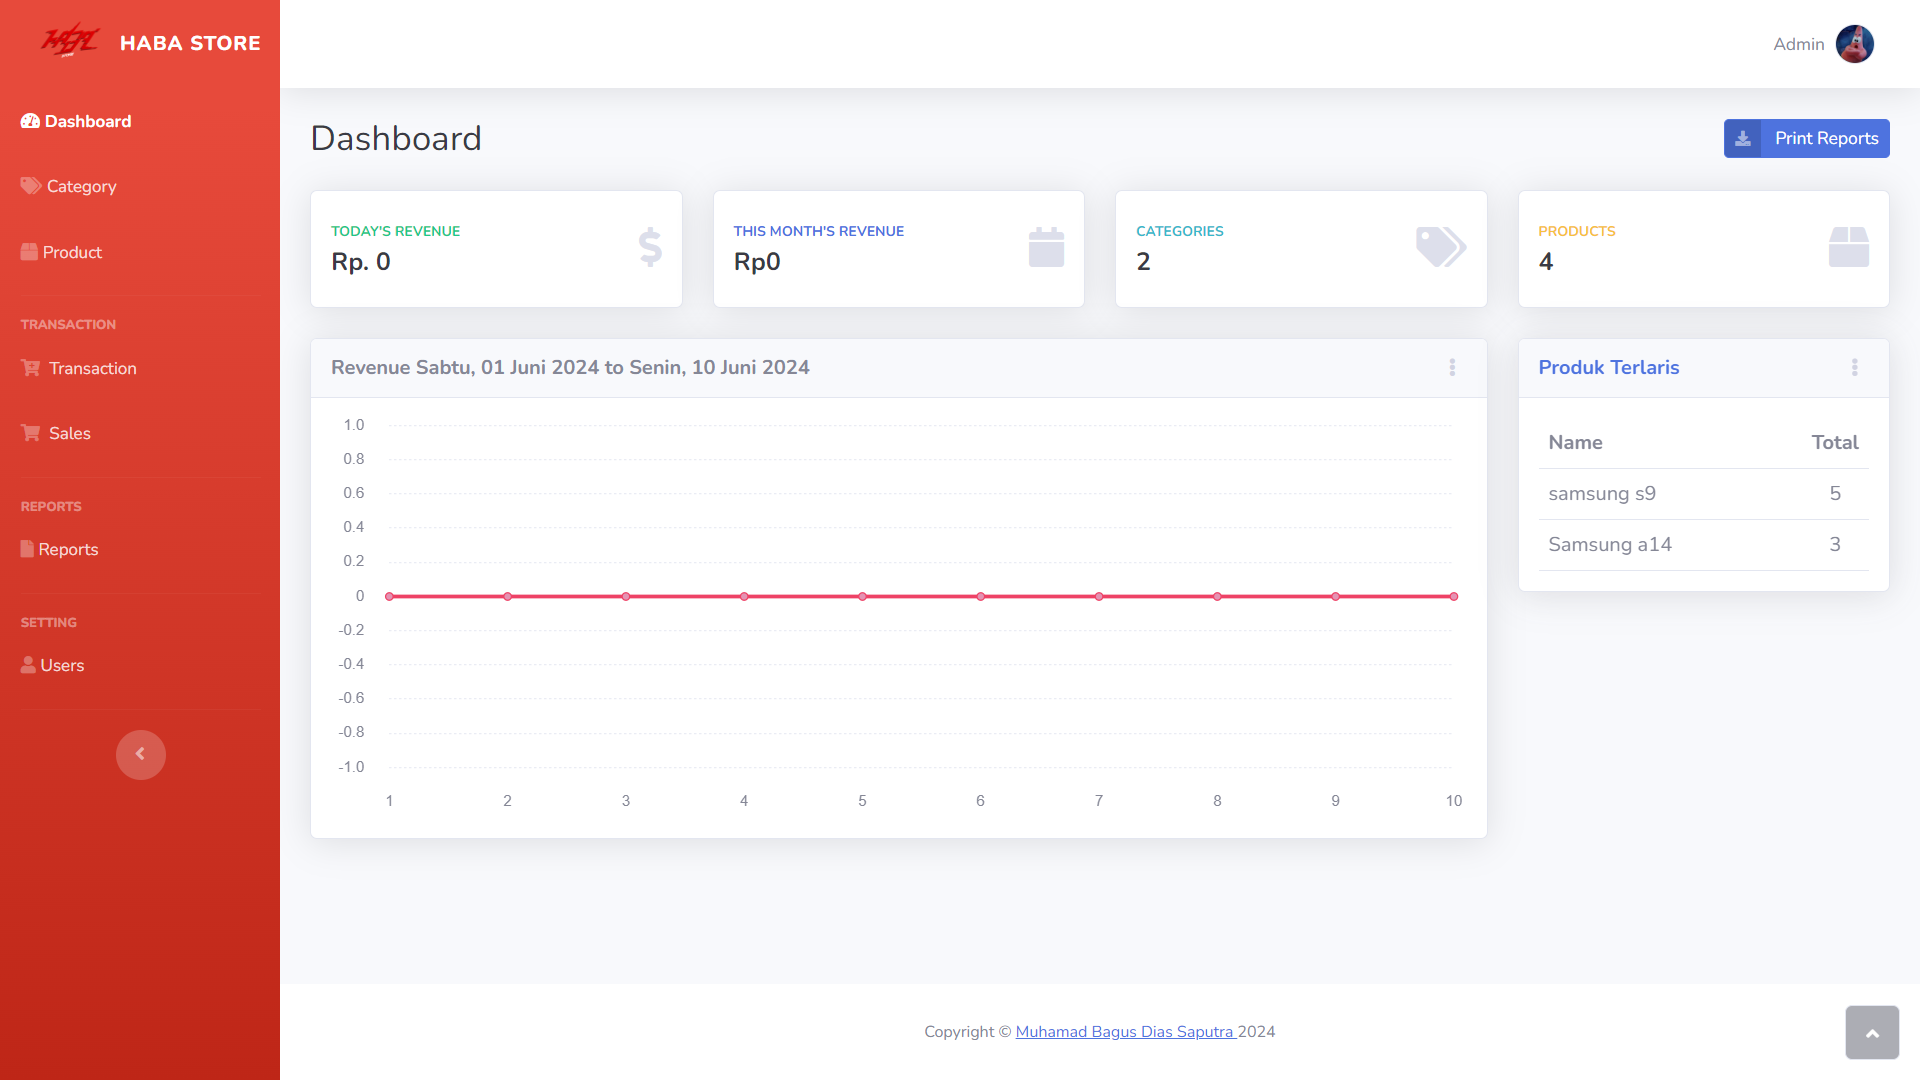 HABA STORE
Admin
Dashboard
Category
Product
TRANSACTION
Transaction
Sales
REPORTS
Reports
SETTING
Users
Dashboard
Print Reports
TODAY'S REVENUE
Rp. 0
THIS MONTH'S REVENUE
Rp0
CATEGORIES
2
PRODUCTS
4
Revenue Sabtu, 01 Juni 2024 to Senin, 10 Juni 2024
1.0
0.8
0.6
0.4
0.2
0
-0.2
-0.4
-0.6
-0.8
-1.0
1 2 3 4 5 6 7 8 9 10
Produk Terlaris
Name Total
samsung s9 5
Samsung a14 3
Copyright © Muhamad Bagus Dias Saputra 2024